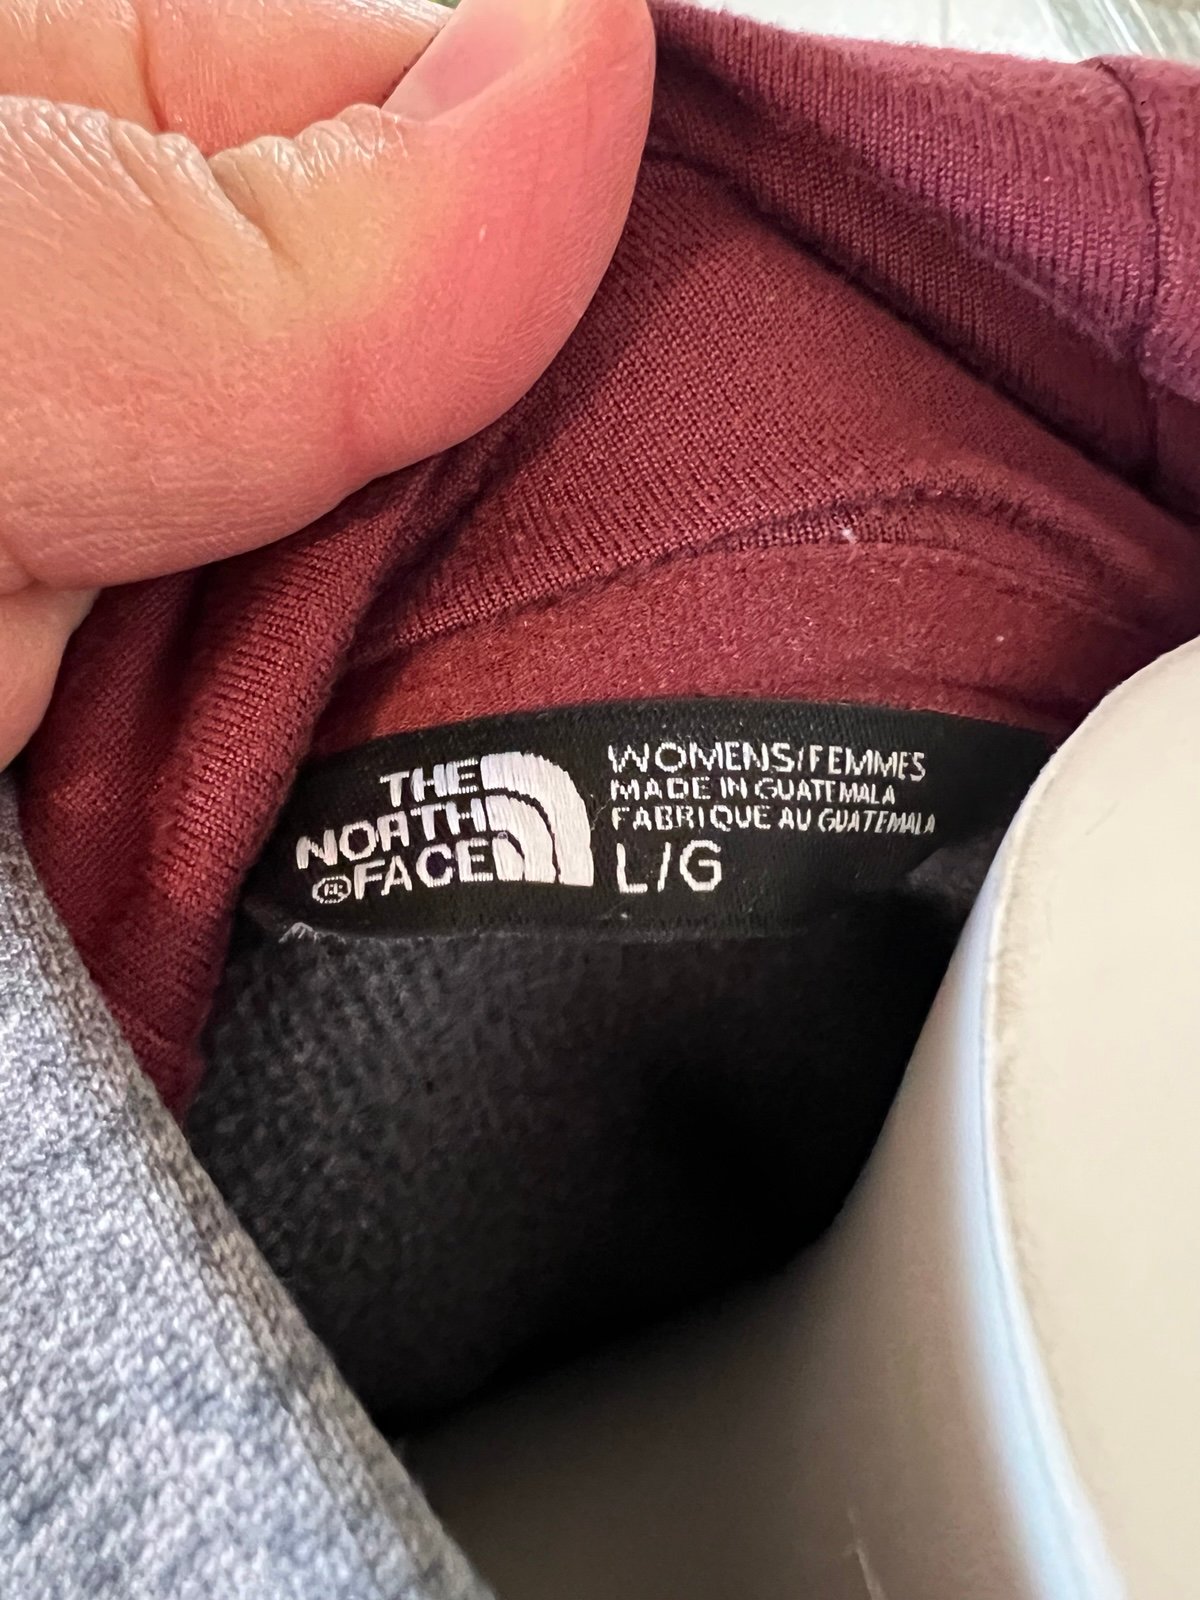 THE
NORTH
®FACE
WOMENS/FEMMES
MADE IN GUATEMALA
FABRIQUE AU GUATEMALA
L/G